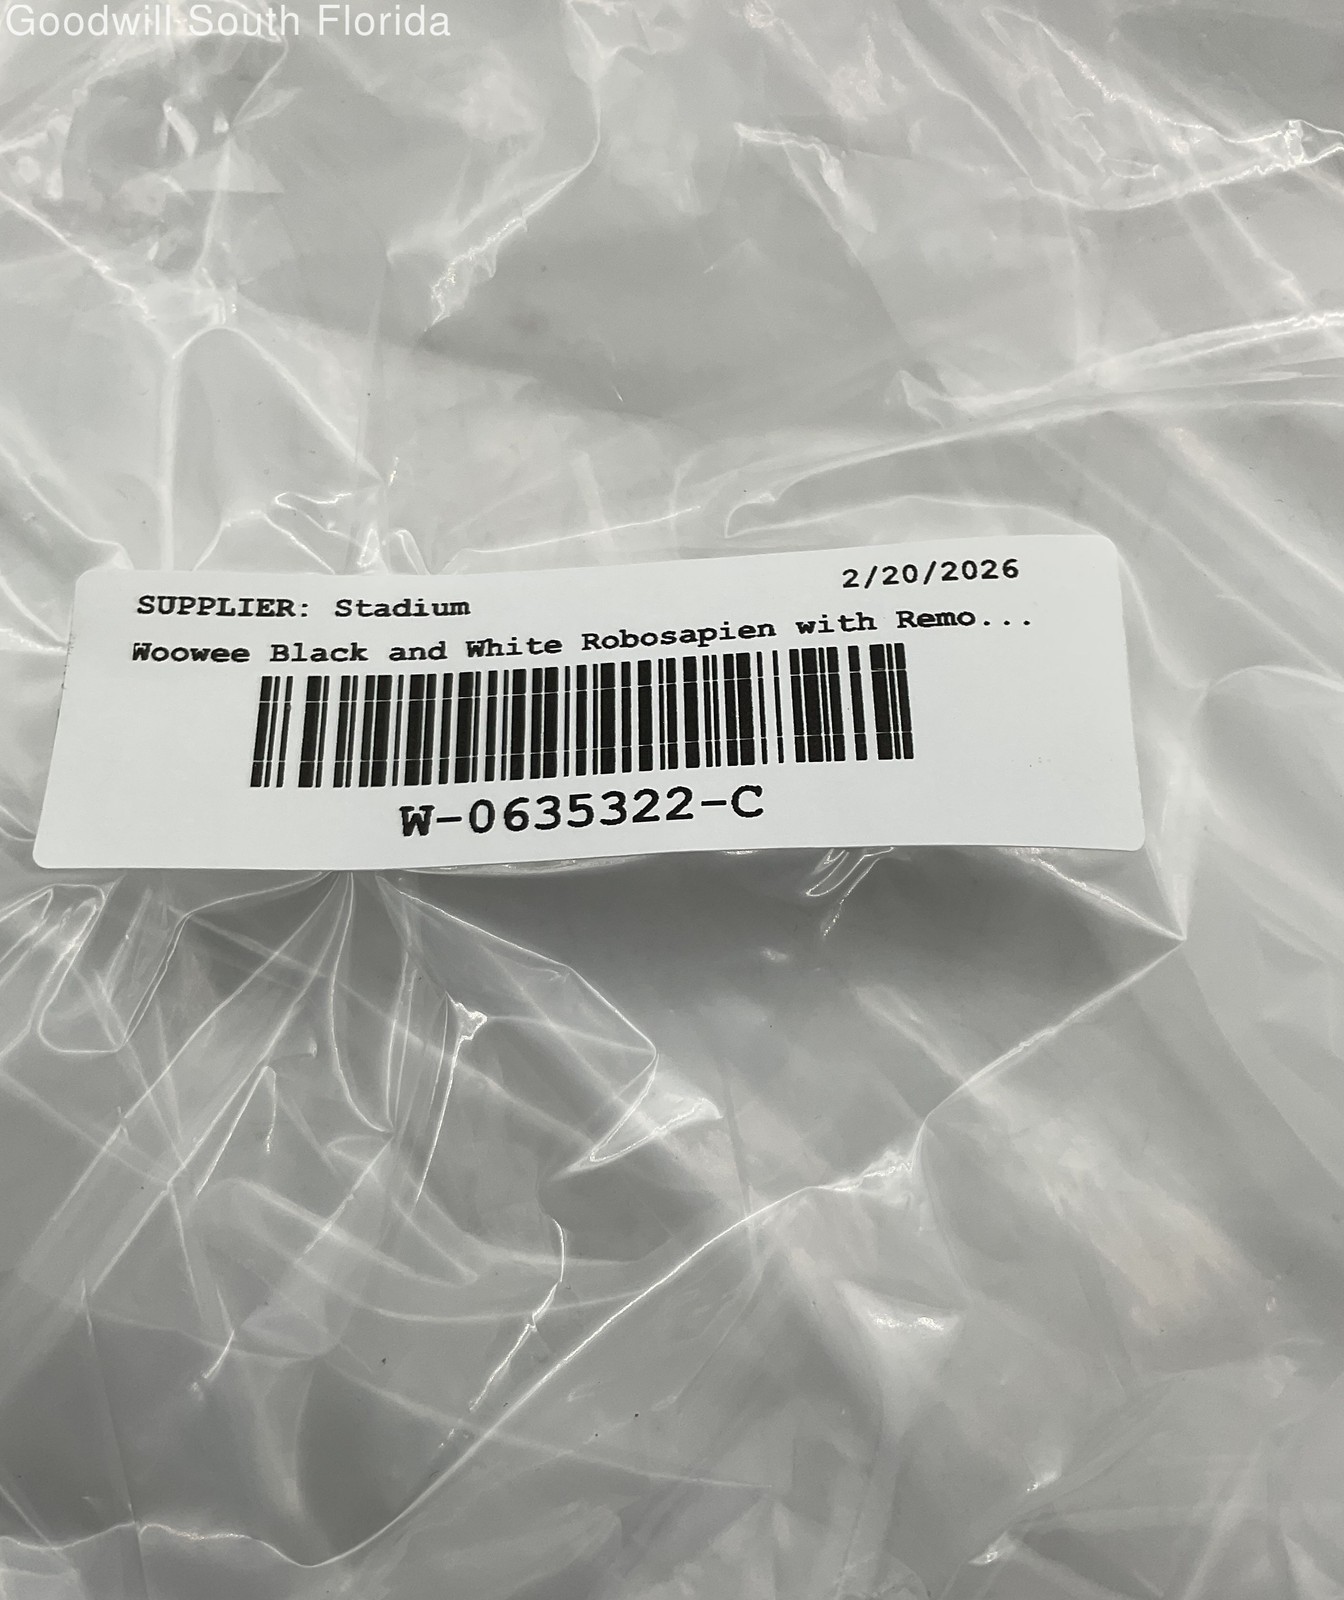 Goodwill South Florida
2/20/2026
SUPPLIER: Stadium
Woowee Black and White Robosapien with Remo...
W-0635322-C